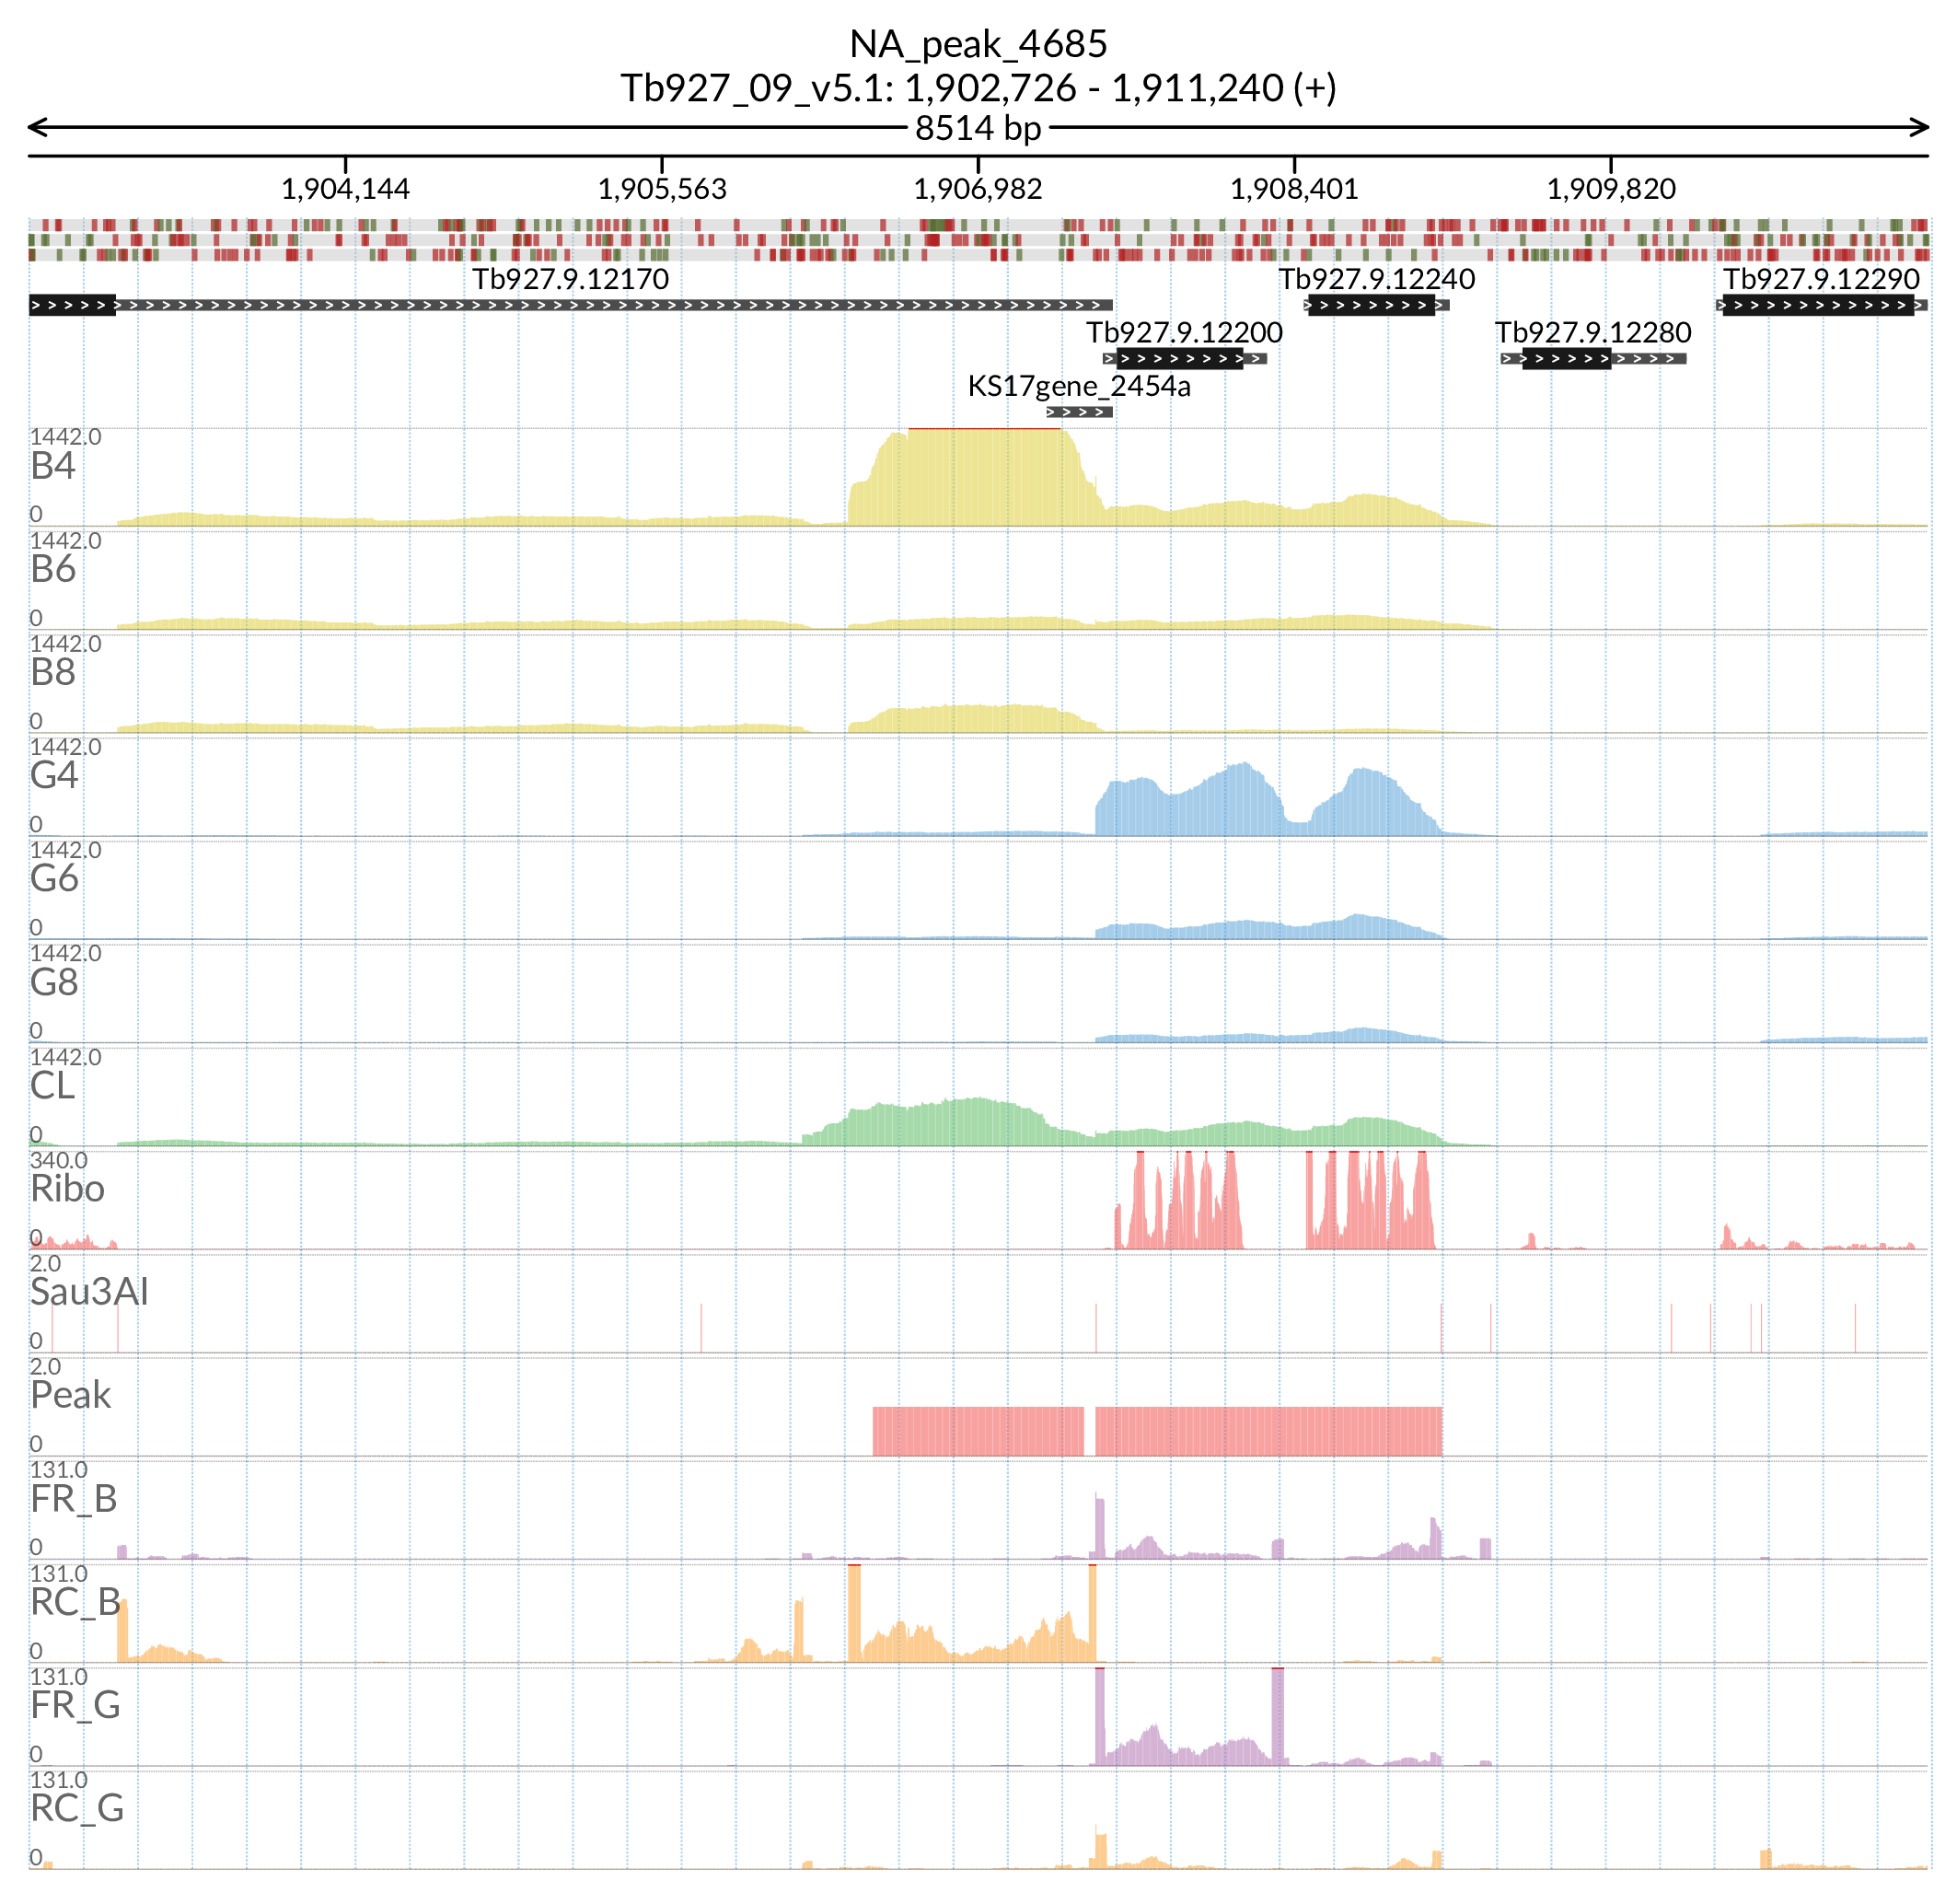 NA_peak_4685
Tb927_09_v5.1: 1,902,726 - 1,911,240 (+)
8514 bp
1,904,144 1,905,563 1,906,982 1,908,401 1,909,820
Tb927.9.12170 Tb927.9.12240 Tb927.9.12290
Tb927.9.12200 Tb927.9.12280
KS17gene_2454a
1442.0
B4
0
1442.0
B6
0
1442.0
B8
0
1442.0
G4
0
1442.0
G6
0
1442.0
G8
0
1442.0
CL
0
340.0
Ribo
0
2.0
Sau3AI
0
2.0
Peak
0
131.0
FR_B
0
131.0
RC_B
0
131.0
FR_G
0
131.0
RC_G
0